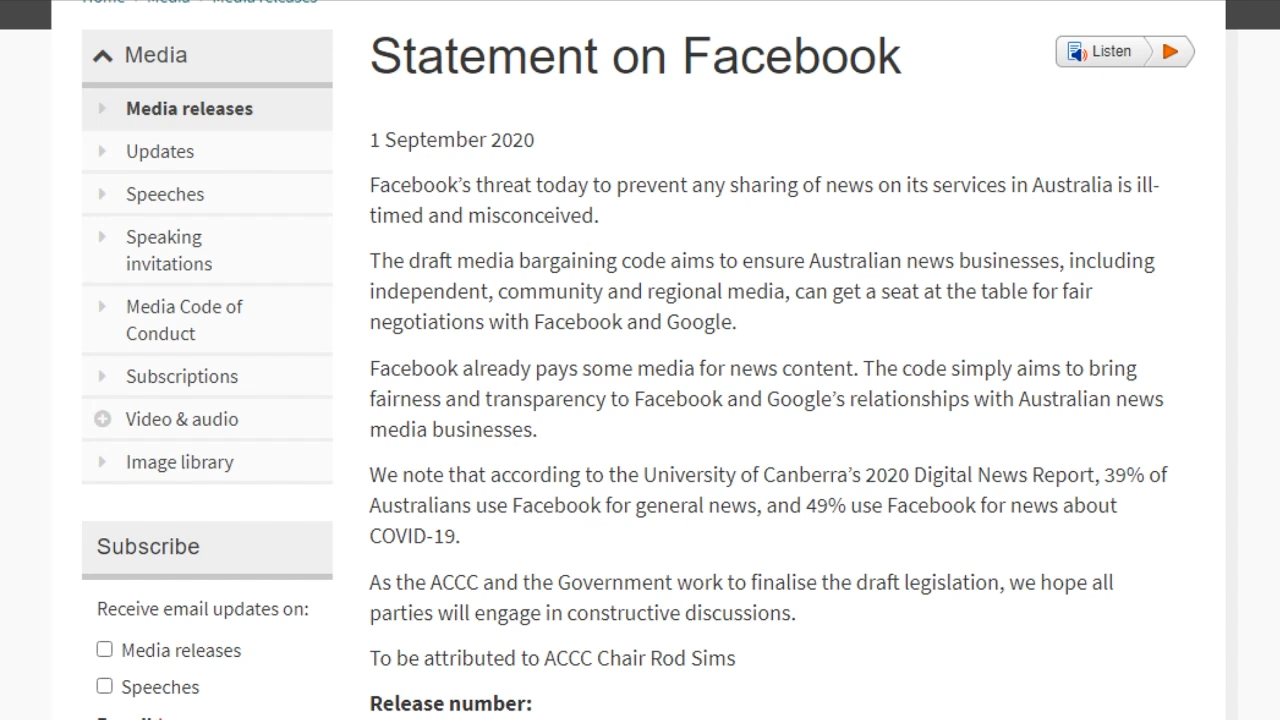 Home
Media
Media releases
Media
Media releases
Updates
Speeches
Speaking
invitations
Media Code of
Conduct
Subscriptions
Video & audio
Image library
Subscribe
Receive email updates on:
Media releases
Speeches
Statement on Facebook
Listen
1 September 2020
Facebook’s threat today to prevent any sharing of news on its services in Australia is ill-
timed and misconceived.
The draft media bargaining code aims to ensure Australian news businesses, including
independent, community and regional media, can get a seat at the table for fair
negotiations with Facebook and Google.
Facebook already pays some media for news content. The code simply aims to bring
fairness and transparency to Facebook and Google’s relationships with Australian news
media businesses.
We note that according to the University of Canberra’s 2020 Digital News Report, 39% of
Australians use Facebook for general news, and 49% use Facebook for news about
COVID-19.
As the ACCC and the Government work to finalise the draft legislation, we hope all
parties will engage in constructive discussions.
To be attributed to ACCC Chair Rod Sims
Release number: